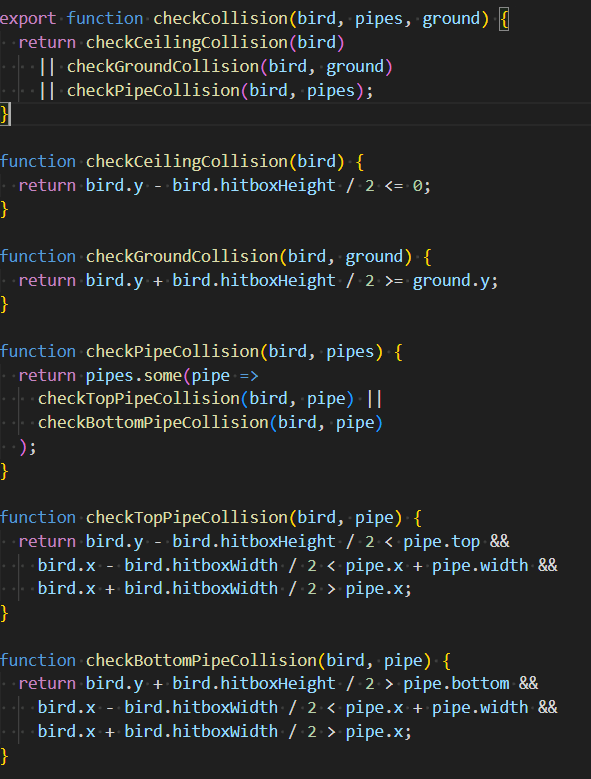 export function checkCollision(bird, pipes, ground) {
  return checkCeilingCollision(bird)
    || checkGroundCollision(bird, ground)
    || checkPipeCollision(bird, pipes);
}

function checkCeilingCollision(bird) {
  return bird.y - bird.hitboxHeight / 2 <= 0;
}

function checkGroundCollision(bird, ground) {
  return bird.y + bird.hitboxHeight / 2 >= ground.y;
}

function checkPipeCollision(bird, pipes) {
  return pipes.some(pipe =>
    checkTopPipeCollision(bird, pipe) ||
    checkBottomPipeCollision(bird, pipe)
  );
}

function checkTopPipeCollision(bird, pipe) {
  return bird.y - bird.hitboxHeight / 2 < pipe.top &&
    bird.x - bird.hitboxWidth / 2 < pipe.x + pipe.width &&
    bird.x + bird.hitboxWidth / 2 > pipe.x;
}

function checkBottomPipeCollision(bird, pipe) {
  return bird.y + bird.hitboxHeight / 2 > pipe.bottom &&
    bird.x - bird.hitboxWidth / 2 < pipe.x + pipe.width &&
    bird.x + bird.hitboxWidth / 2 > pipe.x;
}